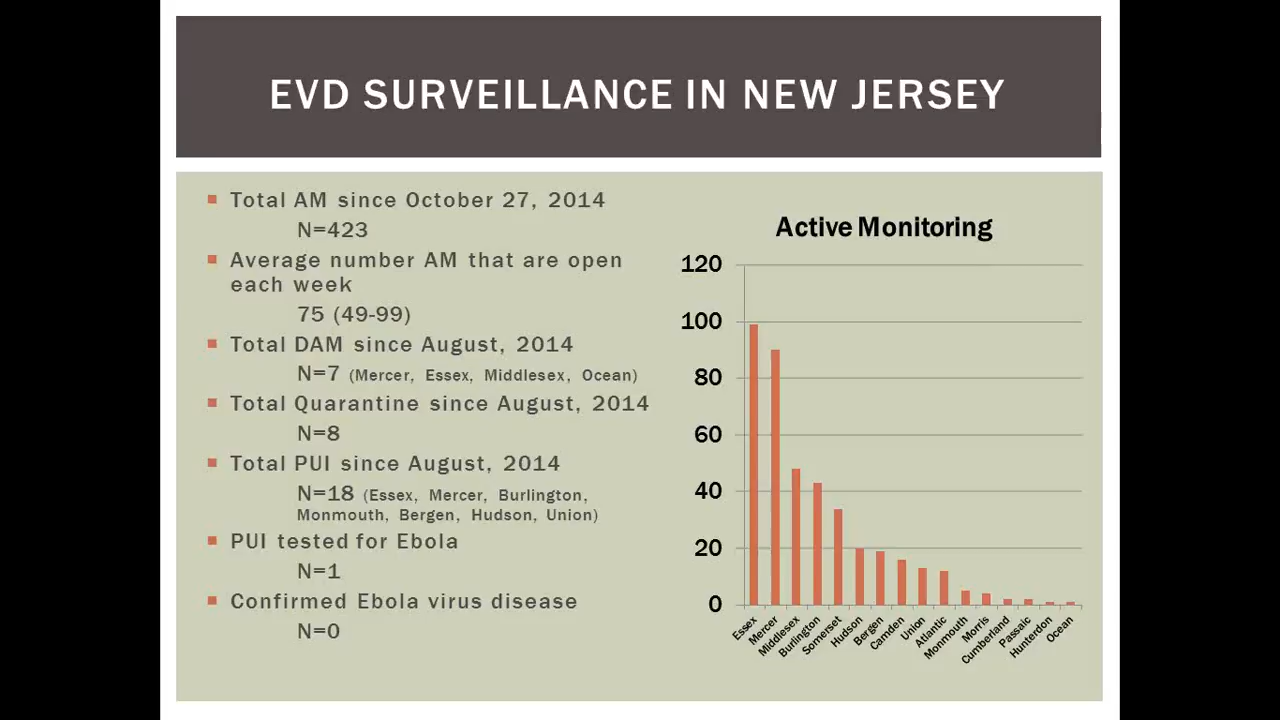 EVD SURVEILLANCE IN NEW JERSEY
Total AM since October 27, 2014
N=423
Average number AM that are open
each week
75 (49-99)
Total DAM since August, 2014
N=7 (Mercer, Essex, Middlesex, Ocean)
Total Quarantine since August, 2014
N=8
Total PUI since August, 2014
N=18 (Essex, Mercer, Burlington,
Monmouth, Bergen, Hudson, Union)
PUI tested for Ebola
N=1
Confirmed Ebola virus disease
N=0
Active Monitoring
120
100
80
60
40
20
0
Essex
Mercer
Middlesex
Burlington
Somerset
Hudson
Bergen
Camden
Union
Atlantic
Monmouth
Morris
Cumberland
Passaic
Hunterdon
Ocean